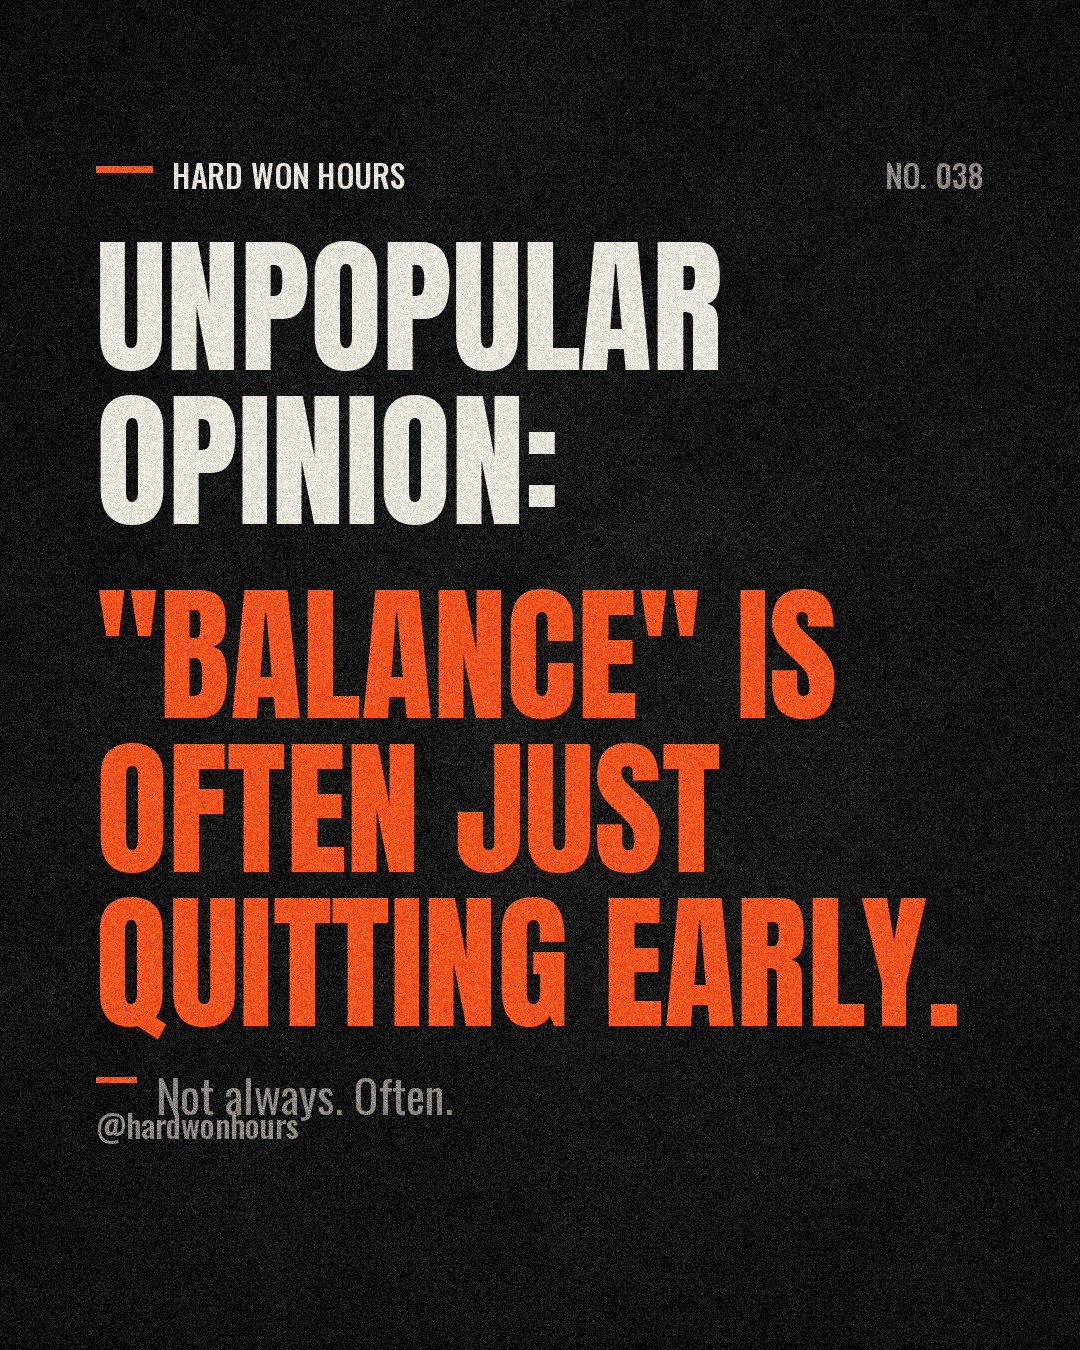 HARD WON HOURS
NO. 038
UNPOPULAR
OPINION:
"BALANCE" IS
OFTEN JUST
QUITTING EARLY.
Not always. Often.
@hardwonhours